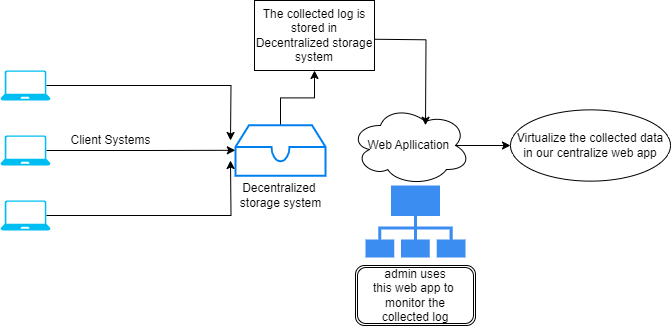 The collected log is
stored in
Decentralized storage
system
Client Systems
Decentralized
storage system
Web Apllication
Virtualize the collected data
in our centralize web app
admin uses
this web app to
monitor the
collected log